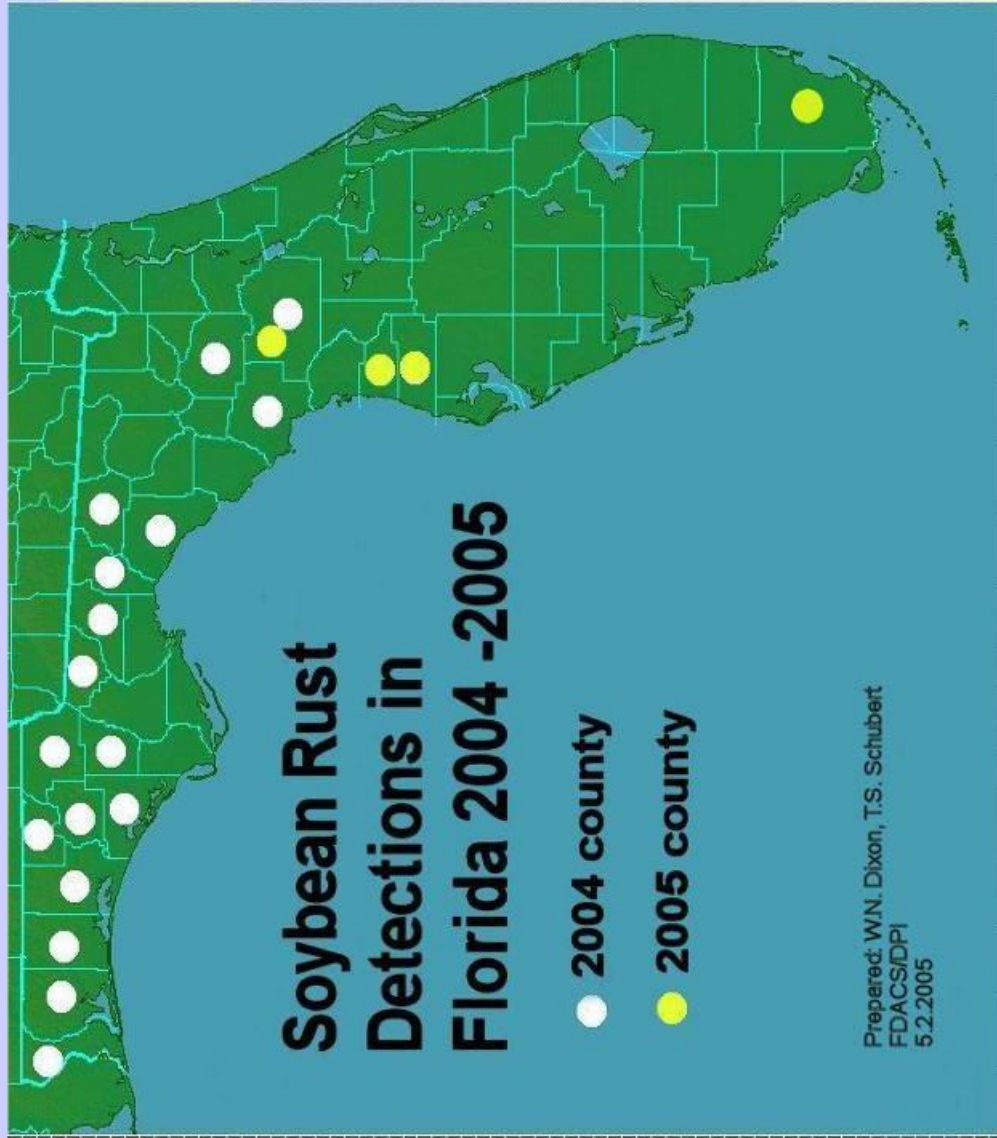 Soybean Rust
Detections in
Florida 2004 -2005
2004 county
2005 county
Prepared: W.N. Dixon, T.S. Schubert
FDACS/DPI
5.2.2005